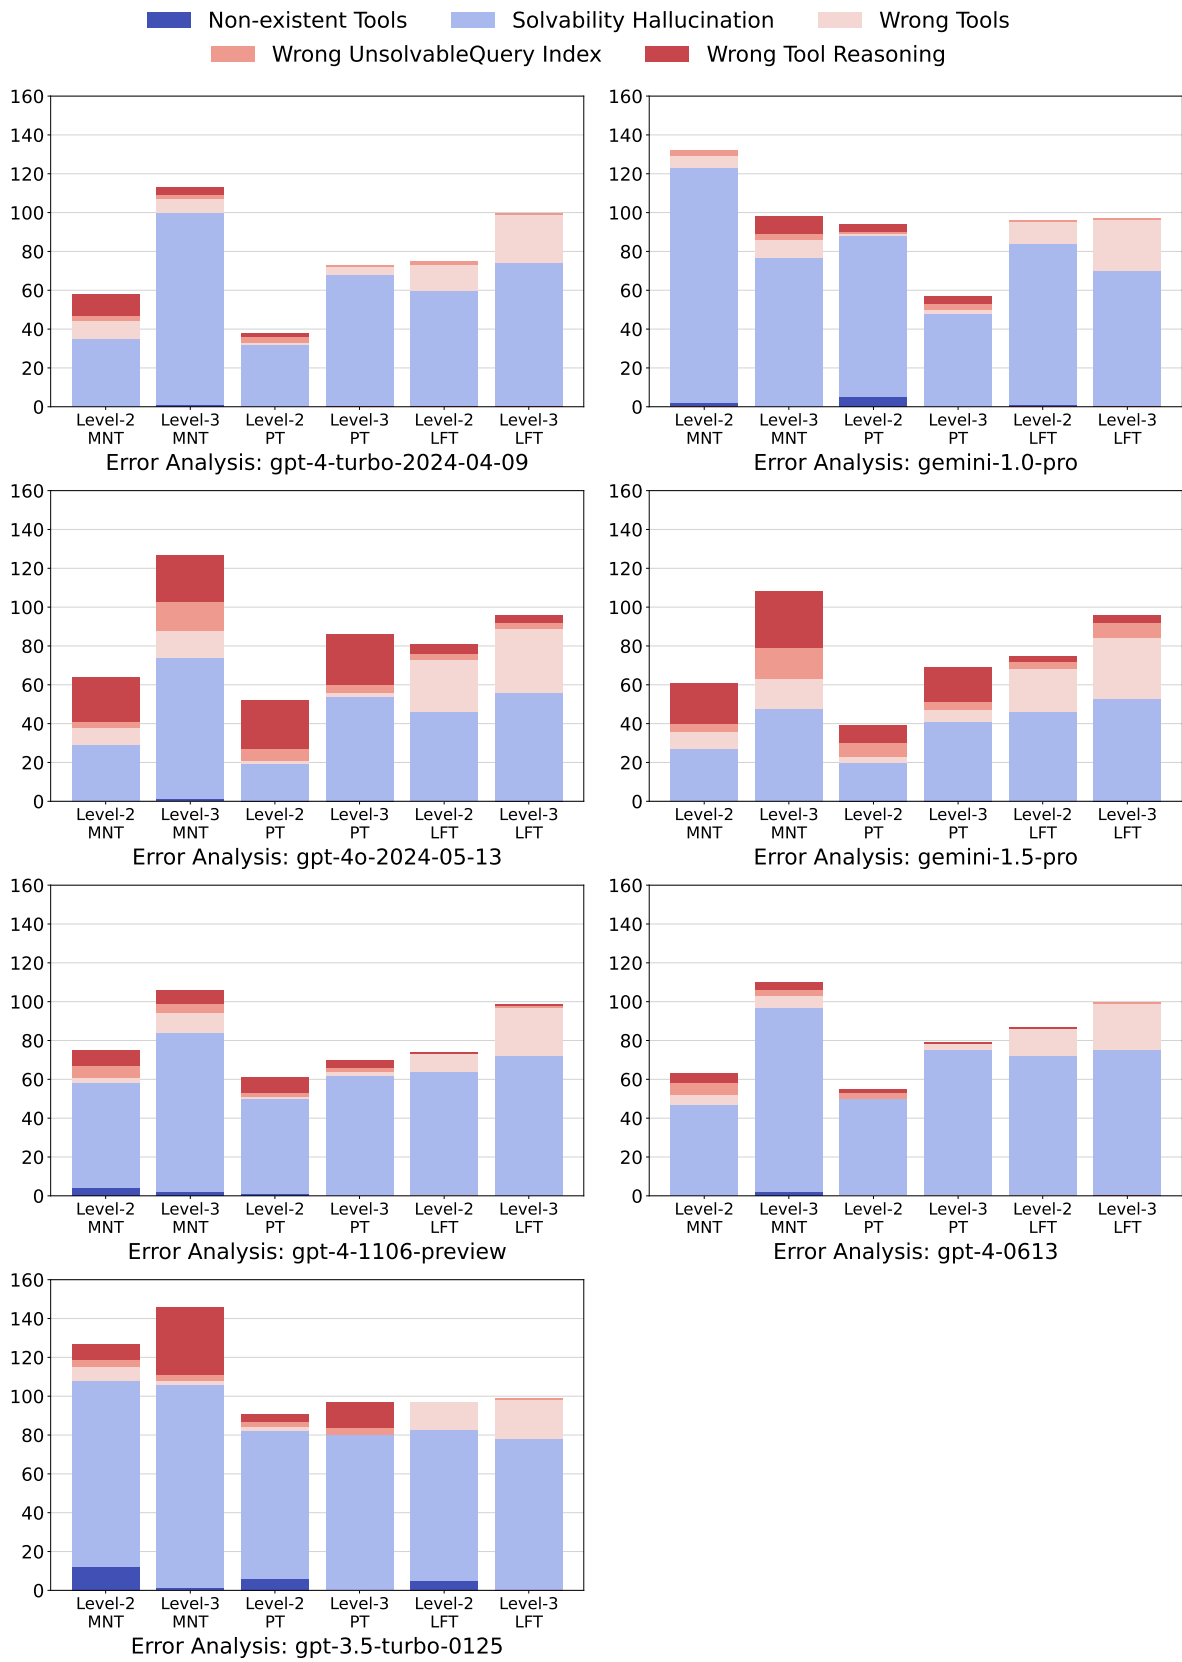 Non-existent Tools Solvability Hallucination Wrong Tools
Wrong UnsolvableQuery Index Wrong Tool Reasoning
160
140
120
100
80
60
40
20
0
Level-2 MNT
Level-3 MNT
Level-2 PT
Level-3 PT
Level-2 LFT
Level-3 LFT
Error Analysis: gpt-4-turbo-2024-04-09
160
140
120
100
80
60
40
20
0
Level-2 MNT
Level-3 MNT
Level-2 PT
Level-3 PT
Level-2 LFT
Level-3 LFT
Error Analysis: gemini-1.0-pro
160
140
120
100
80
60
40
20
0
Level-2 MNT
Level-3 MNT
Level-2 PT
Level-3 PT
Level-2 LFT
Level-3 LFT
Error Analysis: gpt-4o-2024-05-13
160
140
120
100
80
60
40
20
0
Level-2 MNT
Level-3 MNT
Level-2 PT
Level-3 PT
Level-2 LFT
Level-3 LFT
Error Analysis: gemini-1.5-pro
160
140
120
100
80
60
40
20
0
Level-2 MNT
Level-3 MNT
Level-2 PT
Level-3 PT
Level-2 LFT
Level-3 LFT
Error Analysis: gpt-4-1106-preview
160
140
120
100
80
60
40
20
0
Level-2 MNT
Level-3 MNT
Level-2 PT
Level-3 PT
Level-2 LFT
Level-3 LFT
Error Analysis: gpt-4-0613
160
140
120
100
80
60
40
20
0
Level-2 MNT
Level-3 MNT
Level-2 PT
Level-3 PT
Level-2 LFT
Level-3 LFT
Error Analysis: gpt-3.5-turbo-0125